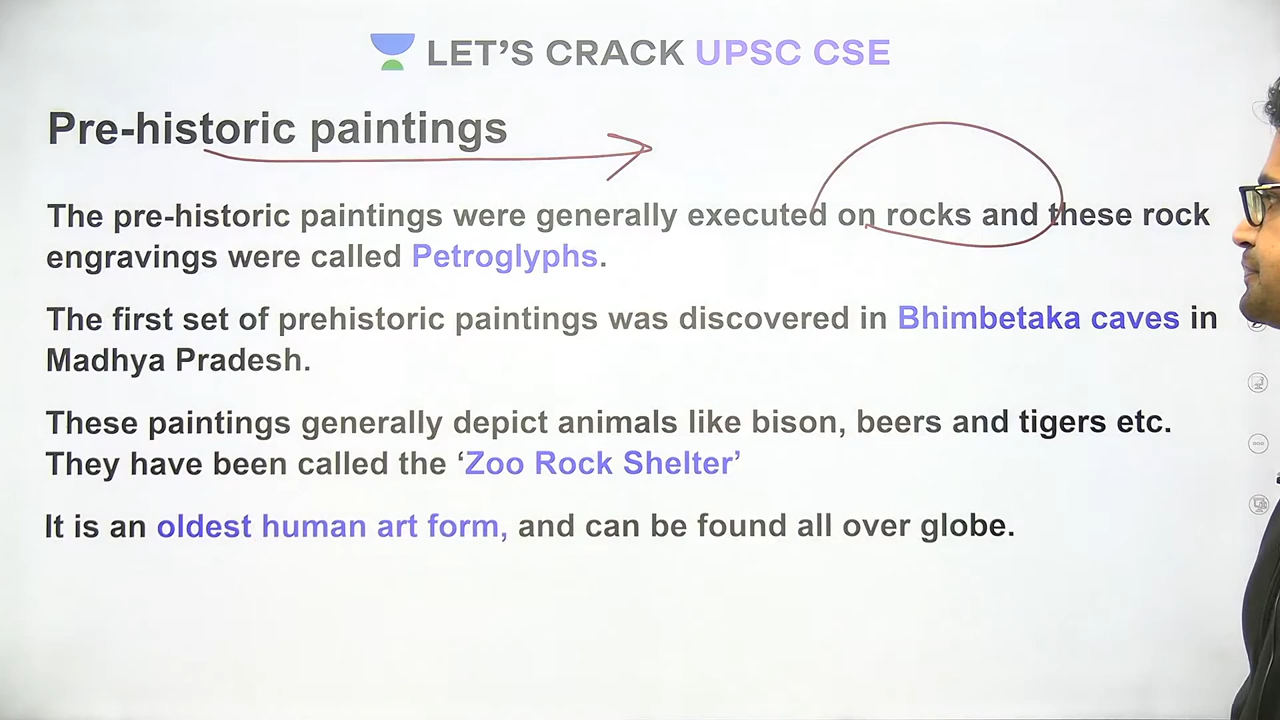 LET'S CRACK UPSC CSE
Pre-historic paintings
The pre-historic paintings were generally executed on rocks and these rock
engravings were called Petroglyphs.
The first set of prehistoric paintings was discovered in Bhimbetaka caves in
Madhya Pradesh.
These paintings generally depict animals like bison, beers and tigers etc.
They have been called the ‘Zoo Rock Shelter’
It is an oldest human art form, and can be found all over globe.